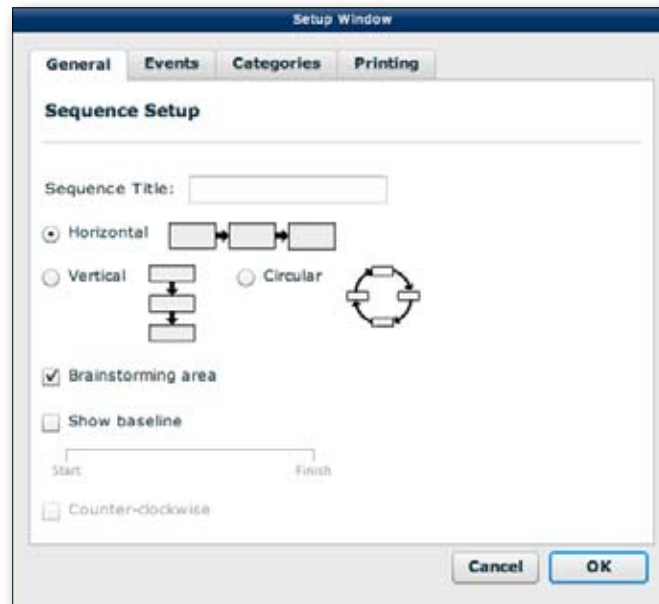 Setup Window
General Events Categories Printing
Sequence Setup
Sequence Title:
Horizontal
Vertical Circular
Brainstorming area
Show baseline
Start Finish
Counter-clockwise
Cancel OK